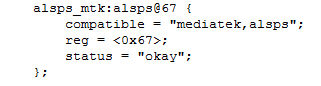 alsps_mtk:alsps@67 {
compatible = "mediatek,alsps";
reg = <0x67>;
status = "okay";
};